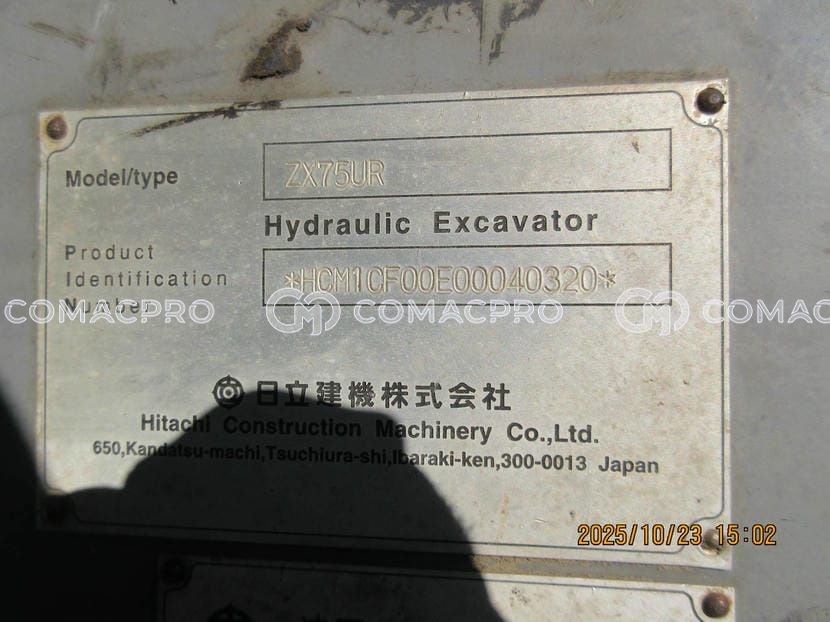 Model/type
ZX75UR
Hydraulic Excavator
Product
Identification
Number
*HCM1CF00E00040320*
COMACPRO COMACPRO COMACPRO
日立建機株式会社
Hitachi Construction Machinery Co.,Ltd.
650,Kandatsu-machi,Tsuchiura-shi,Ibaraki-ken,300-0013 Japan
2025/10/23 15:02